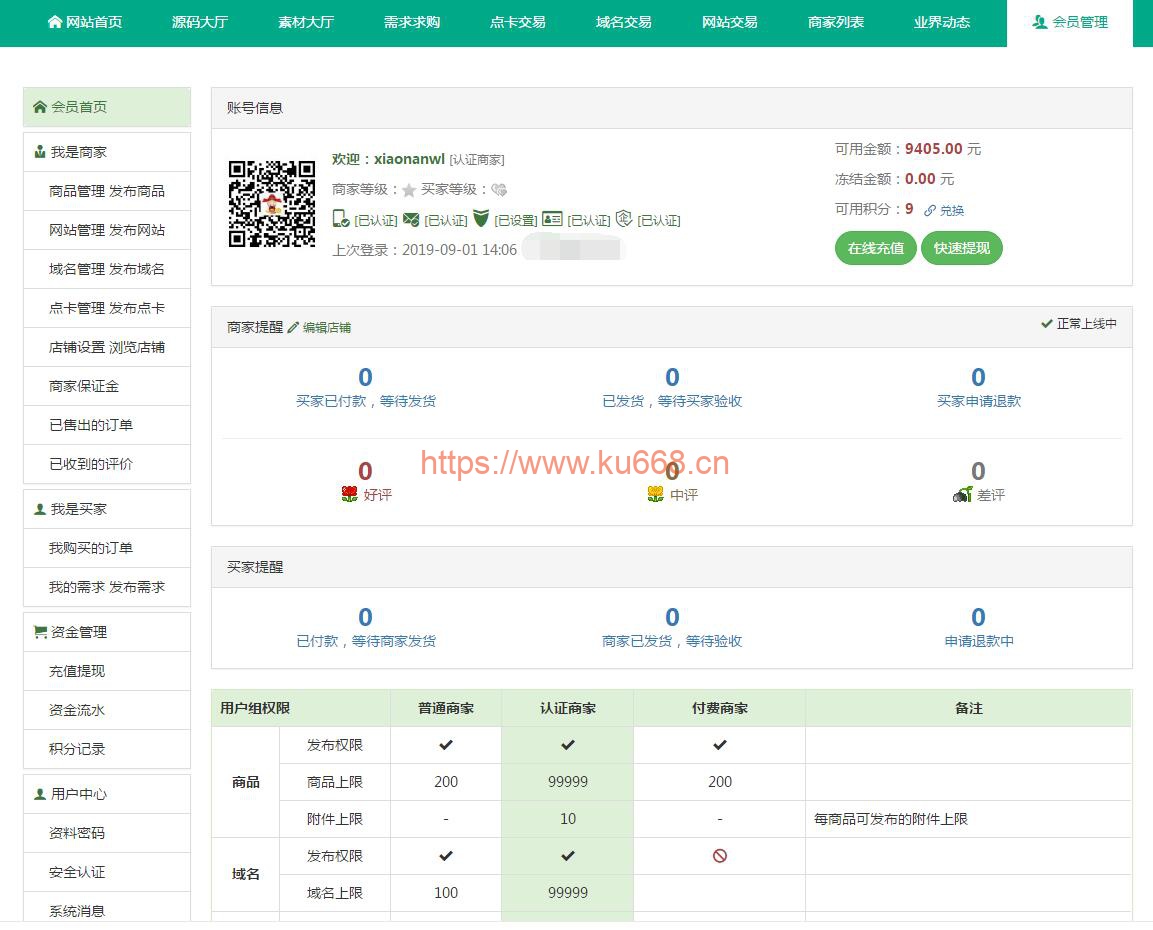 网站首页 源码大厅 素材大厅 需求求购 点卡交易 域名交易 网站交易 商家列表 业界动态 会员管理
会员首页
我是商家
商品管理 发布商品
网站管理 发布网站
域名管理 发布域名
点卡管理 发布点卡
店铺设置 浏览店铺
商家保证金
已售出的订单
已收到的评价
我是买家
我购买的订单
我的需求 发布需求
资金管理
充值提现
资金流水
积分记录
用户中心
资料密码
安全认证
系统消息
账号信息
欢迎：xiaonanwl [认证商家]
商家等级： 买家等级：
[已认证] [已认证] [已设置] [已认证] [已认证]
上次登录：2019-09-01 14:06
可用金额：9405.00 元
冻结金额：0.00 元
可用积分：9 兑换
在线充值 快速提现
商家提醒 编辑店铺 正常上线中
0 0 0
买家已付款，等待发货 已发货，等待买家验收 买家申请退款
https://www.ku668.cn
0 0 0
好评 中评 差评
买家提醒
0 0 0
已付款，等待商家发货 商家已发货，等待验收 申请退款中
用户组权限 普通商家 认证商家 付费商家 备注
商品
发布权限
商品上限 200 99999 200
附件上限 - 10 - 每商品可发布的附件上限
域名
发布权限
域名上限 100 99999